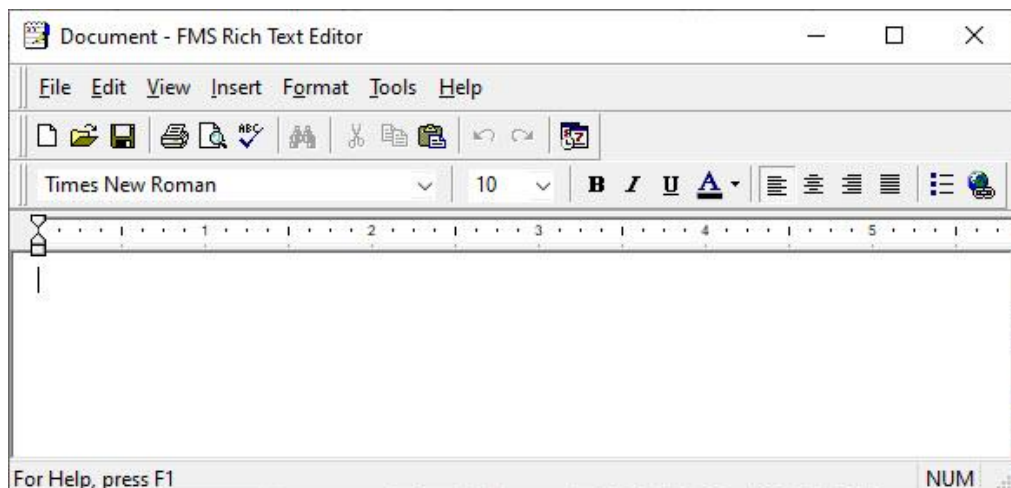 Document - FMS Rich Text Editor
File Edit View Insert Format Tools Help
ABC
Times New Roman 10 B I U A
1 2 3 4 5
For Help, press F1 NUM